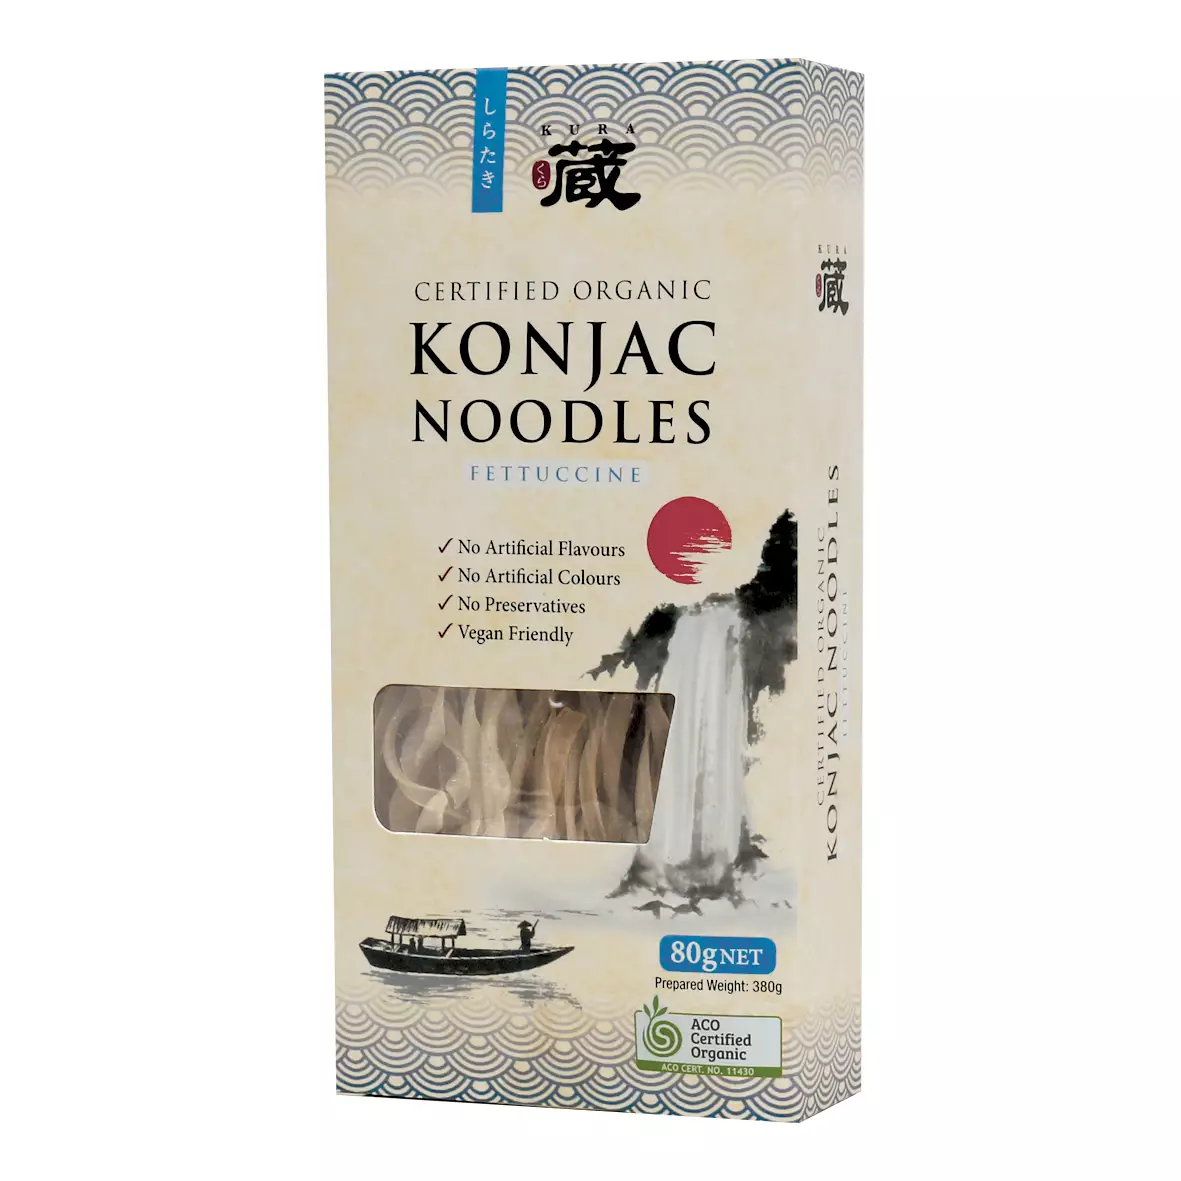 しらたき
KURA
くら
蔵
CERTIFIED ORGANIC
KONJAC
NOODLES
FETTUCCINE
✓ No Artificial Flavours
✓ No Artificial Colours
✓ No Preservatives
✓ Vegan Friendly
80g NET
Prepared Weight: 380g
ACO
Certified
Organic
ACO CERT. NO. 11430
KURA
くら
蔵
CERTIFIED ORGANIC
KONJAC NOODLES
FETTUCCINE